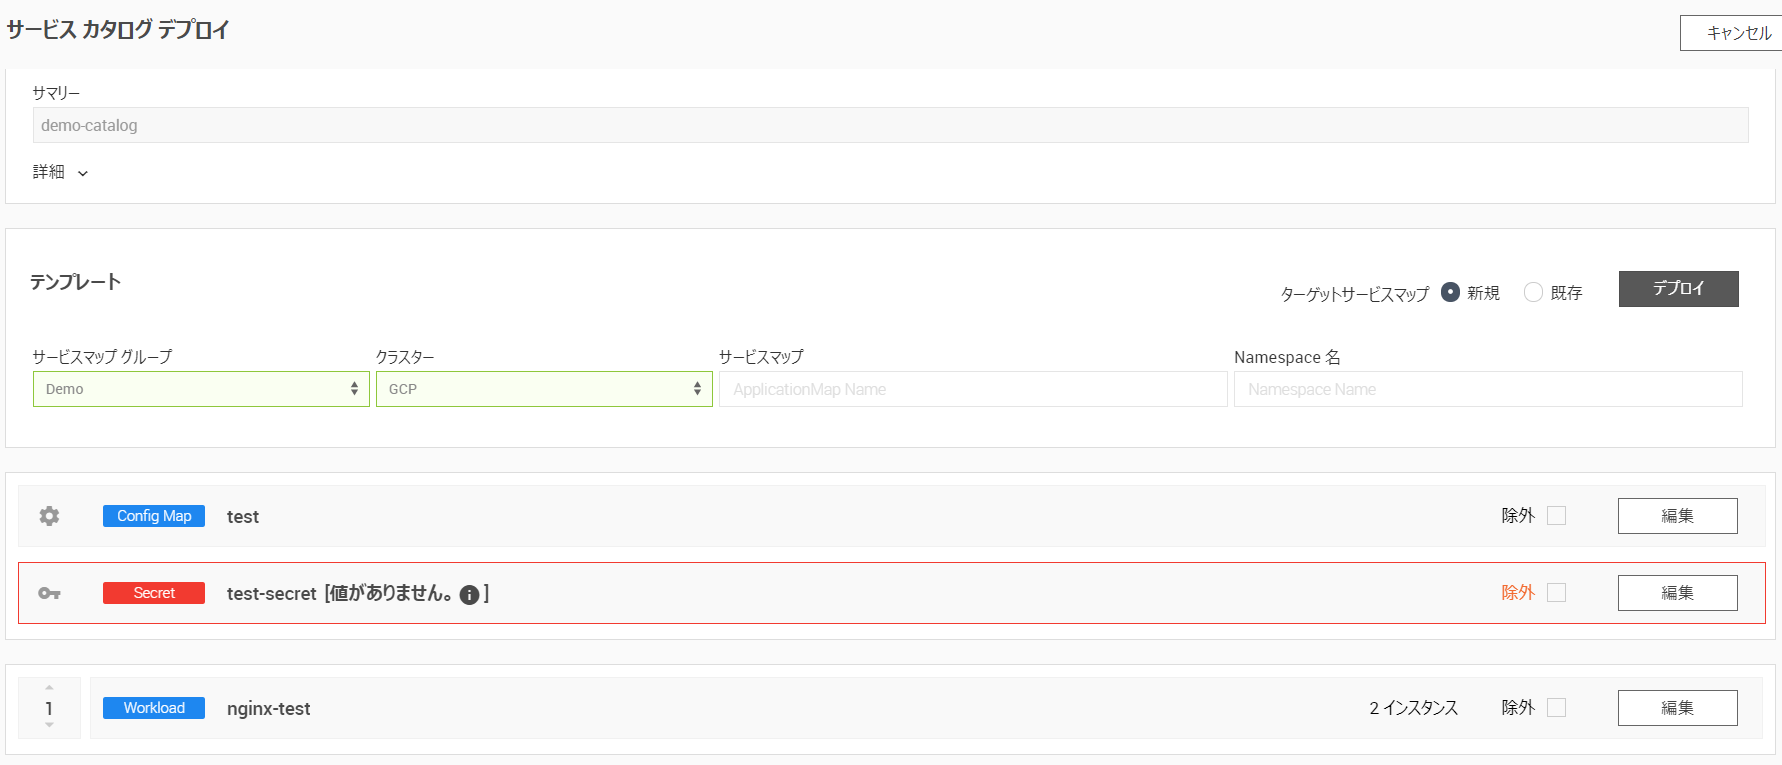 サービス カタログ デプロイ
キャンセル
サマリー
demo-catalog
詳細
テンプレート
ターゲットサービスマップ 新規 既存 デプロイ
サービスマップ グループ クラスター サービスマップ Namespace 名
Demo GCP ApplicationMap Name Namespace Name
Config Map test 除外 編集
Secret test-secret [値がありません。 i ] 除外 編集
1 Workload nginx-test 2 インスタンス 除外 編集